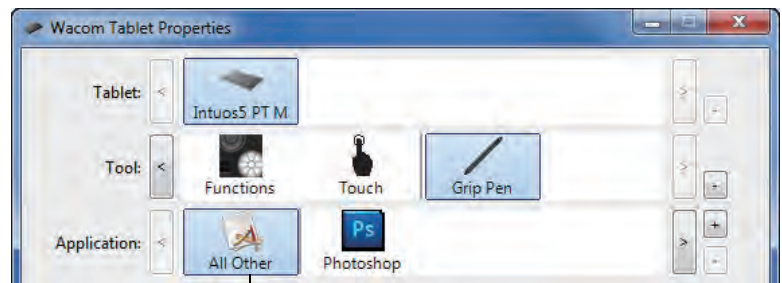 Wacom Tablet Properties
Tablet: < Intuos5 PT M > -
Tool: < Functions Touch Grip Pen > -
Application: < All Other Ps Photoshop > + -